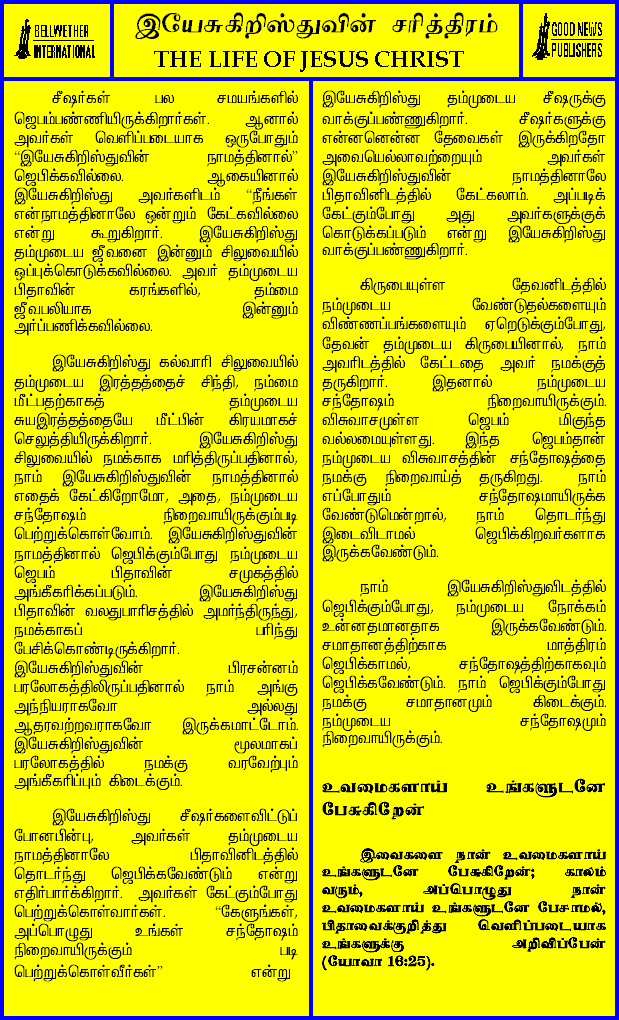 BELLWETHER
INTERNATIONAL
இயேசுகிறிஸ்துவின் சரித்திரம்
THE LIFE OF JESUS CHRIST
GOOD NEWS
PUBLISHERS
சீஷர்கள் பல சமயங்களில்
ஜெபம்பண்ணியிருக்கிறார்கள். ஆனால்
அவர்கள் வெளிப்படையாக ஒருபோதும்
“இயேசுகிறிஸ்துவின் நாமத்தினால்”
ஜெபிக்கவில்லை. ஆகையினால்
இயேசுகிறிஸ்து அவர்களிடம் “நீங்கள்
என்நாமத்தினாலே ஒன்றும் கேட்கவில்லை
என்று கூறுகிறார். இயேசுகிறிஸ்து
தம்முடைய ஜீவனை இன்னும் சிலுவையில்
ஒப்புக்கொடுக்கவில்லை. அவர் தம்முடைய
பிதாவின் கரங்களில், தம்மை
ஜீவபலியாக இன்னும்
அர்ப்பணிக்கவில்லை.
இயேசுகிறிஸ்து கல்வாரி சிலுவையில்
தம்முடைய இரத்தத்தைச் சிந்தி, நம்மை
மீட்பதற்காகத் தம்முடைய
சுயஇரத்தத்தையே மீட்பின் கிரயமாகச்
செலுத்தியிருக்கிறார். இயேசுகிறிஸ்து
சிலுவையில் நமக்காக மரித்திருப்பதினால்,
நாம் இயேசுகிறிஸ்துவின் நாமத்தினால்
எதைக் கேட்கிறோமோ, அதை, நம்முடைய
சந்தோஷம் நிறைவாயிருக்கும்படி
பெற்றுக்கொள்வோம். இயேசுகிறிஸ்துவின்
நாமத்தினால் ஜெபிக்கும்போது நம்முடைய
ஜெபம் பிதாவின் சமுகத்தில்
அங்கீகரிக்கப்படும். இயேசுகிறிஸ்து
பிதாவின் வலதுபாரிசத்தில் அமர்ந்திருந்து,
நமக்காகப் பரிந்து
பேசிக்கொண்டிருக்கிறார்.
இயேசுகிறிஸ்துவின் பிரசன்னம்
பரலோகத்திலிருப்பதினால் நாம் அங்கு
அந்நியராகவோ அல்லது
ஆதரவற்றவராகவோ இருக்கமாட்டோம்.
இயேசுகிறிஸ்துவின் மூலமாகப்
பரலோகத்தில் நமக்கு வரவேற்பும்
அங்கீகரிப்பும் கிடைக்கும்.
இயேசுகிறிஸ்து சீஷர்களைவிட்டுப்
போனபின்பு, அவர்கள் தம்முடைய
நாமத்தினாலே பிதாவினிடத்தில்
தொடர்ந்து ஜெபிக்கவேண்டும் என்று
எதிர்பார்க்கிறார். அவர்கள் கேட்கும்போது
பெற்றுக்கொள்வார்கள். “கேளுங்கள்,
அப்பொழுது உங்கள் சந்தோஷம்
நிறைவாயிருக்கும் படி
பெற்றுக்கொள்வீர்கள்” என்று
இயேசுகிறிஸ்து தம்முடைய சீஷருக்கு
வாக்குப்பண்ணுகிறார். சீஷர்களுக்கு
என்னனென்ன தேவைகள் இருக்கிறதோ
அவையெல்லாவற்றையும் அவர்கள்
இயேசுகிறிஸ்துவின் நாமத்தினாலே
பிதாவினிடத்தில் கேட்கலாம். அப்படிக்
கேட்கும்போது அது அவர்களுக்குக்
கொடுக்கப்படும் என்று இயேசுகிறிஸ்து
வாக்குப்பண்ணுகிறார்.
கிருபையுள்ள தேவனிடத்தில்
நம்முடைய வேண்டுதல்களையும்
விண்ணப்பங்களையும் ஏறெடுக்கும்போது,
தேவன் தம்முடைய கிருபையினால், நாம்
அவரிடத்தில் கேட்டதை அவர் நமக்குத்
தருகிறார். இதனால் நம்முடைய
சந்தோஷம் நிறைவாயிருக்கும்.
விசுவாசமுள்ள ஜெபம் மிகுந்த
வல்லமையுள்ளது. இந்த ஜெபம்தான்
நம்முடைய விசுவாசத்தின் சந்தோஷத்தை
நமக்கு நிறைவாய்த் தருகிறது. நாம்
எப்போதும் சந்தோஷமாயிருக்க
வேண்டுமென்றால், நாம் தொடர்ந்து
இடைவிடாமல் ஜெபிக்கிறவர்களாக
இருக்கவேண்டும்.
நாம் இயேசுகிறிஸ்துவிடத்தில்
ஜெபிக்கும்போது, நம்முடைய நோக்கம்
உன்னதமானதாக இருக்கவேண்டும்.
சமாதானத்திற்காக மாத்திரம்
ஜெபிக்காமல், சந்தோஷத்திற்காகவும்
ஜெபிக்கவேண்டும். நாம் ஜெபிக்கும்போது
நமக்கு சமாதானமும் கிடைக்கும்.
நம்முடைய சந்தோஷமும்
நிறைவாயிருக்கும்.
உவமைகளாய் உங்களுடனே
பேசுகிறேன்
இவைகளை நான் உவமைகளாய்
உங்களுடனே பேசுகிறேன்; காலம்
வரும், அப்பொழுது நான்
உவமைகளாய் உங்களுடனே பேசாமல்,
பிதாவைக்குறித்து வெளிப்படையாக
உங்களுக்கு அறிவிப்பேன்
(யோவா 16:25).